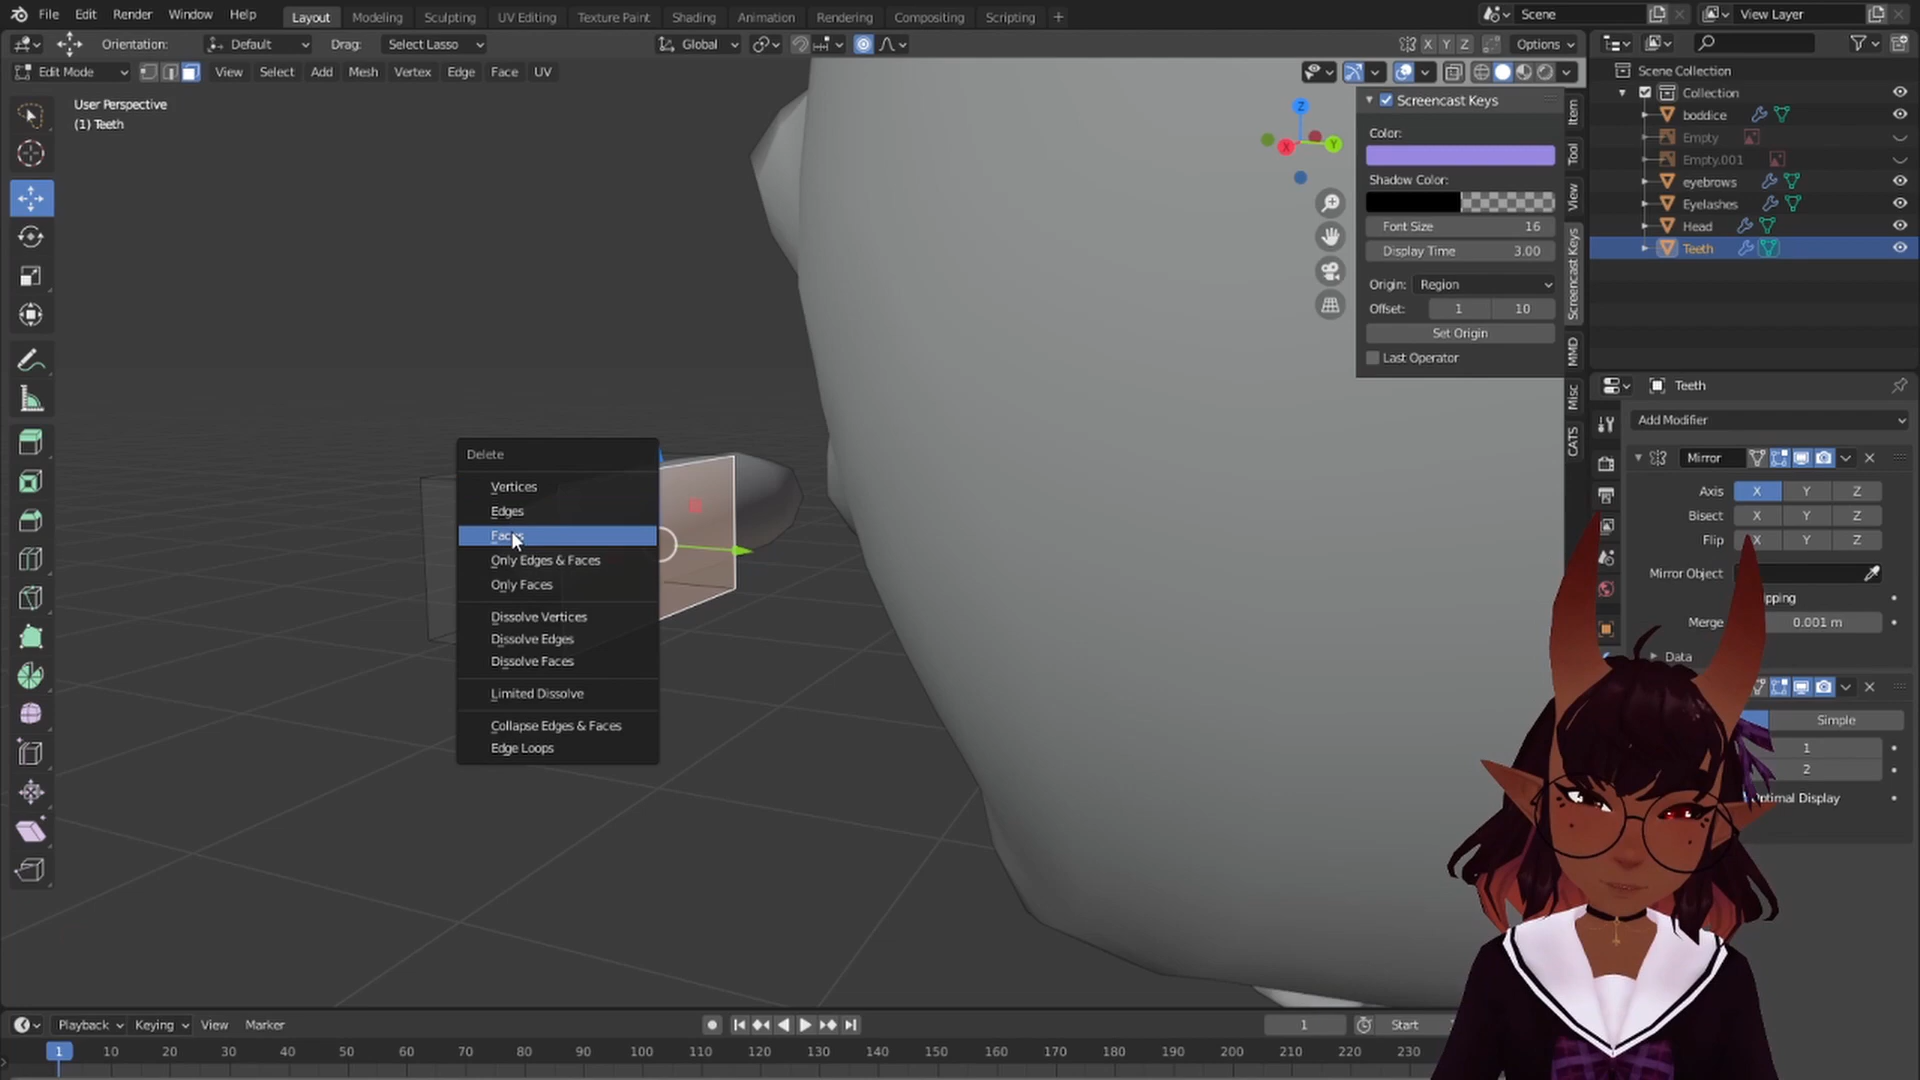 File Edit Render Window Help Layout Modeling Sculpting UV Editing Texture Paint Shading Animation Rendering Compositing Scripting + Scene View Layer
Orientation: Default Drag: Select Lasso Global X Y Z Options
Edit Mode View Select Add Mesh Vertex Edge Face UV
User Perspective
(1) Teeth
Z
X
Y
Screencast Keys
Color:
Shadow Color:
Font Size 16
Display Time 3.00
Origin: Region
Offset: 1 10
Set Origin
Last Operator
Item
Tool
View
Screencast Keys
MMD
Misc
CATS
Scene Collection
Collection
boddice
Empty
Empty.001
eyebrows
Eyelashes
Head
Teeth
Teeth
Add Modifier
Mirror
Axis X Y Z
Bisect X Y Z
Flip X Y Z
Mirror Object
Merge 0.001 m
Data
Simple
1
2
Optimal Display
Delete
Vertices
Edges
Faces
Only Edges & Faces
Only Faces
Dissolve Vertices
Dissolve Edges
Dissolve Faces
Limited Dissolve
Collapse Edges & Faces
Edge Loops
Playback Keying View Marker 1 Start
1 10 20 30 40 50 60 70 80 90 100 110 120 130 140 150 160 170 180 190 200 210 220 230